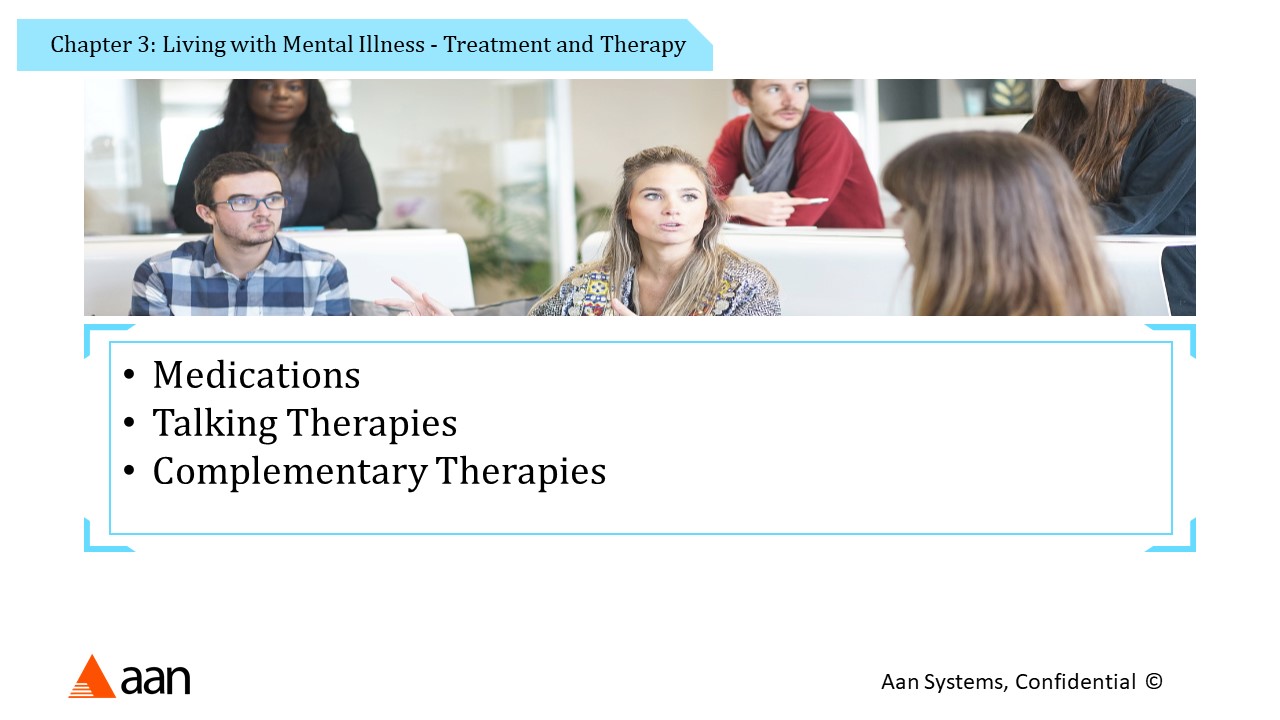 Chapter 3: Living with Mental Illness - Treatment and Therapy
• Medications
• Talking Therapies
• Complementary Therapies
aan
Aan Systems, Confidential ©